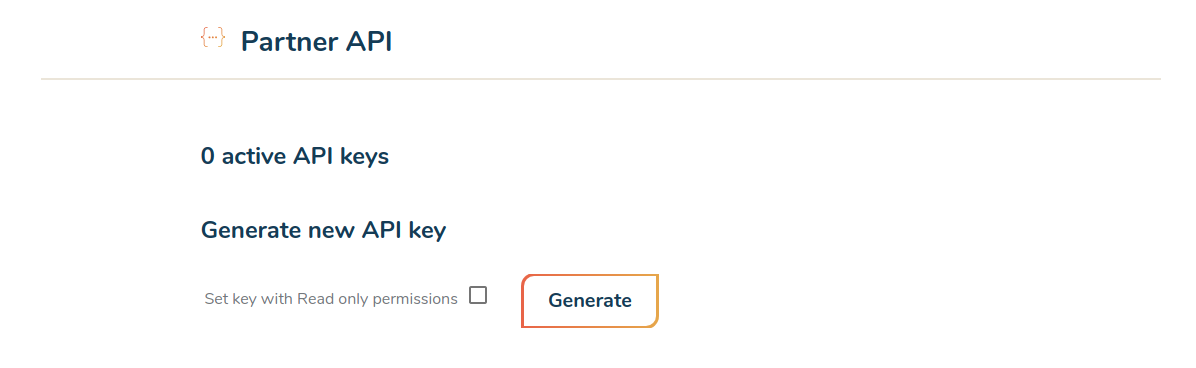 Partner API
0 active API keys
Generate new API key
Set key with Read only permissions Generate